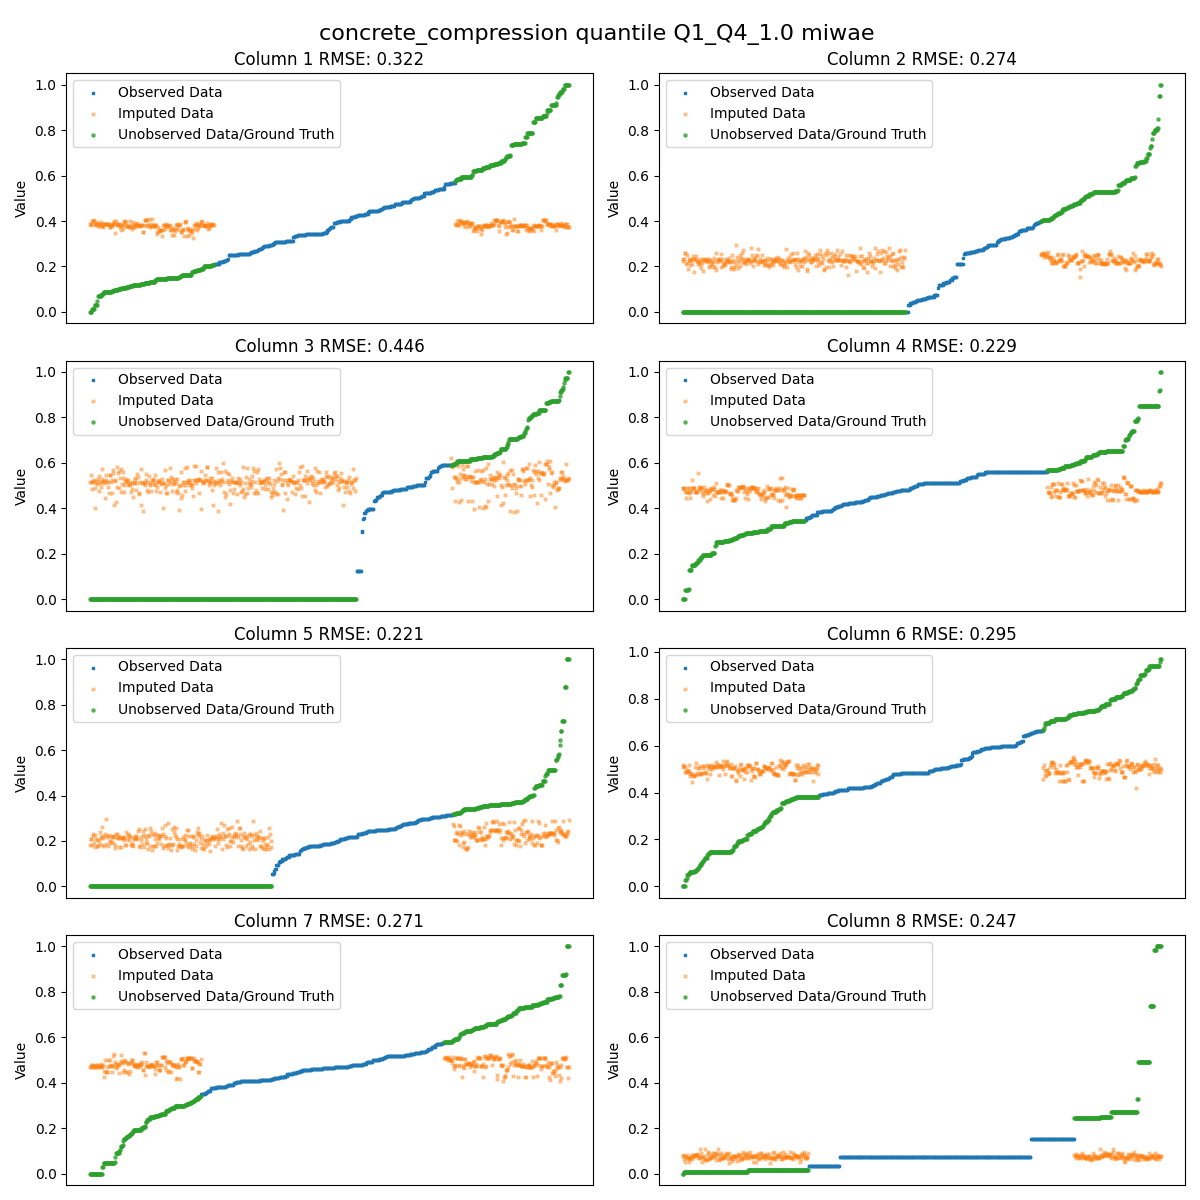 concrete_compression quantile Q1_Q4_1.0 miwae
Column 1 RMSE: 0.322
1.0
0.8
0.6
0.4
0.2
0.0
Value
Observed Data
Imputed Data
Unobserved Data/Ground Truth
Column 2 RMSE: 0.274
1.0
0.8
0.6
0.4
0.2
0.0
Value
Observed Data
Imputed Data
Unobserved Data/Ground Truth
Column 3 RMSE: 0.446
1.0
0.8
0.6
0.4
0.2
0.0
Value
Observed Data
Imputed Data
Unobserved Data/Ground Truth
Column 4 RMSE: 0.229
1.0
0.8
0.6
0.4
0.2
0.0
Value
Observed Data
Imputed Data
Unobserved Data/Ground Truth
Column 5 RMSE: 0.221
1.0
0.8
0.6
0.4
0.2
0.0
Value
Observed Data
Imputed Data
Unobserved Data/Ground Truth
Column 6 RMSE: 0.295
1.0
0.8
0.6
0.4
0.2
0.0
Value
Observed Data
Imputed Data
Unobserved Data/Ground Truth
Column 7 RMSE: 0.271
1.0
0.8
0.6
0.4
0.2
0.0
Value
Observed Data
Imputed Data
Unobserved Data/Ground Truth
Column 8 RMSE: 0.247
1.0
0.8
0.6
0.4
0.2
0.0
Value
Observed Data
Imputed Data
Unobserved Data/Ground Truth